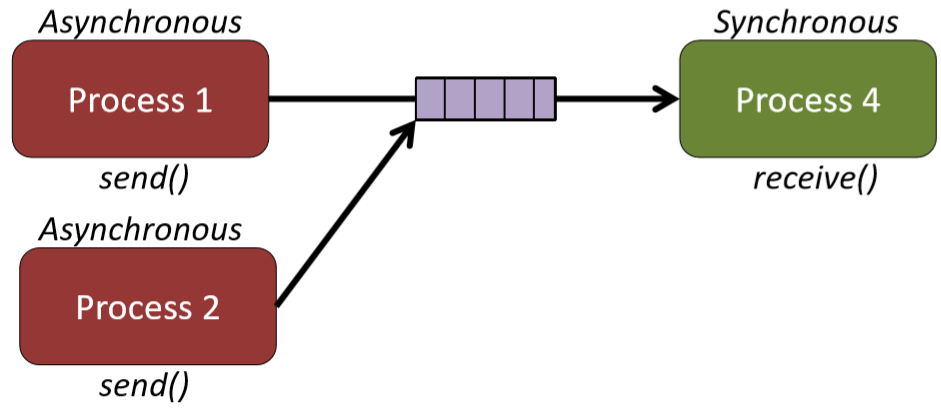 Asynchronous
Process 1
send()
Asynchronous
Process 2
send()
Synchronous
Process 4
receive()